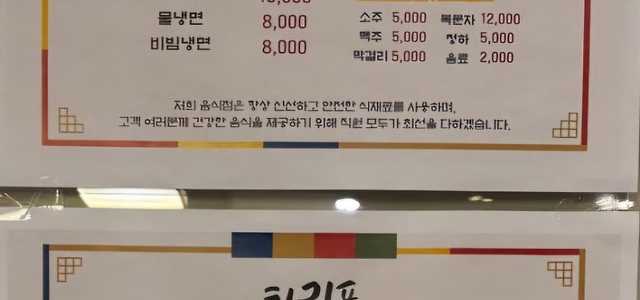 물냉면 8,000
비빔냉면 8,000
소주 5,000 복분자 12,000
맥주 5,000 청하 5,000
막걸리 5,000 음료 2,000
저희 음식점은 항상 신선하고 안전한 식재료를 사용하며,
고객 여러분께 건강한 음식을 제공하기 위해 직원 모두가 최선을 다하겠습니다.